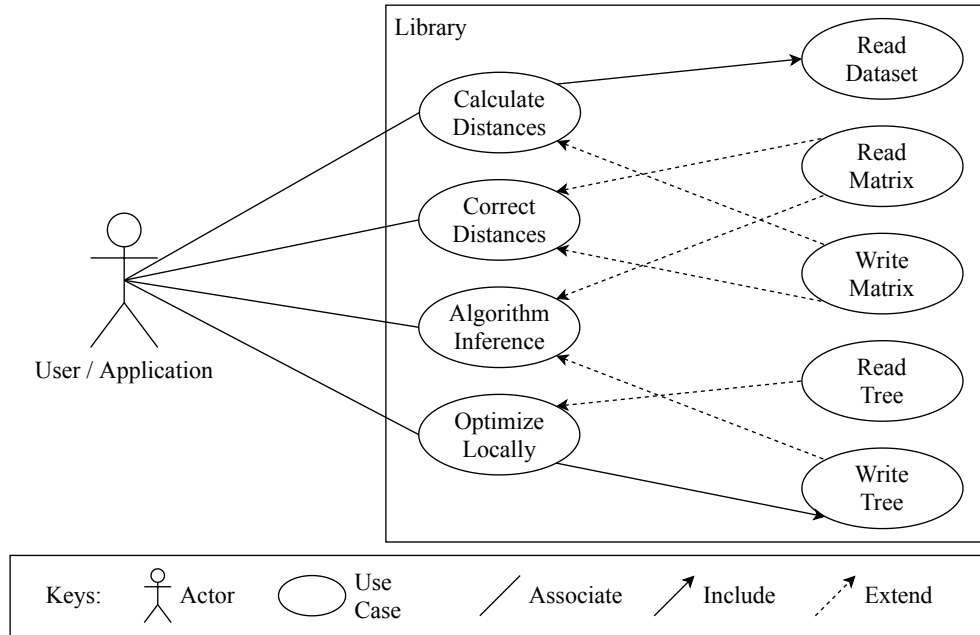 Library
Read
Dataset
Calculate
Distances
Read
Matrix
Correct
Distances
Write
Matrix
Algorithm
Inference
User / Application
Read
Tree
Optimize
Locally
Write
Tree
Keys:
Actor
Use
Case
Associate
Include
Extend